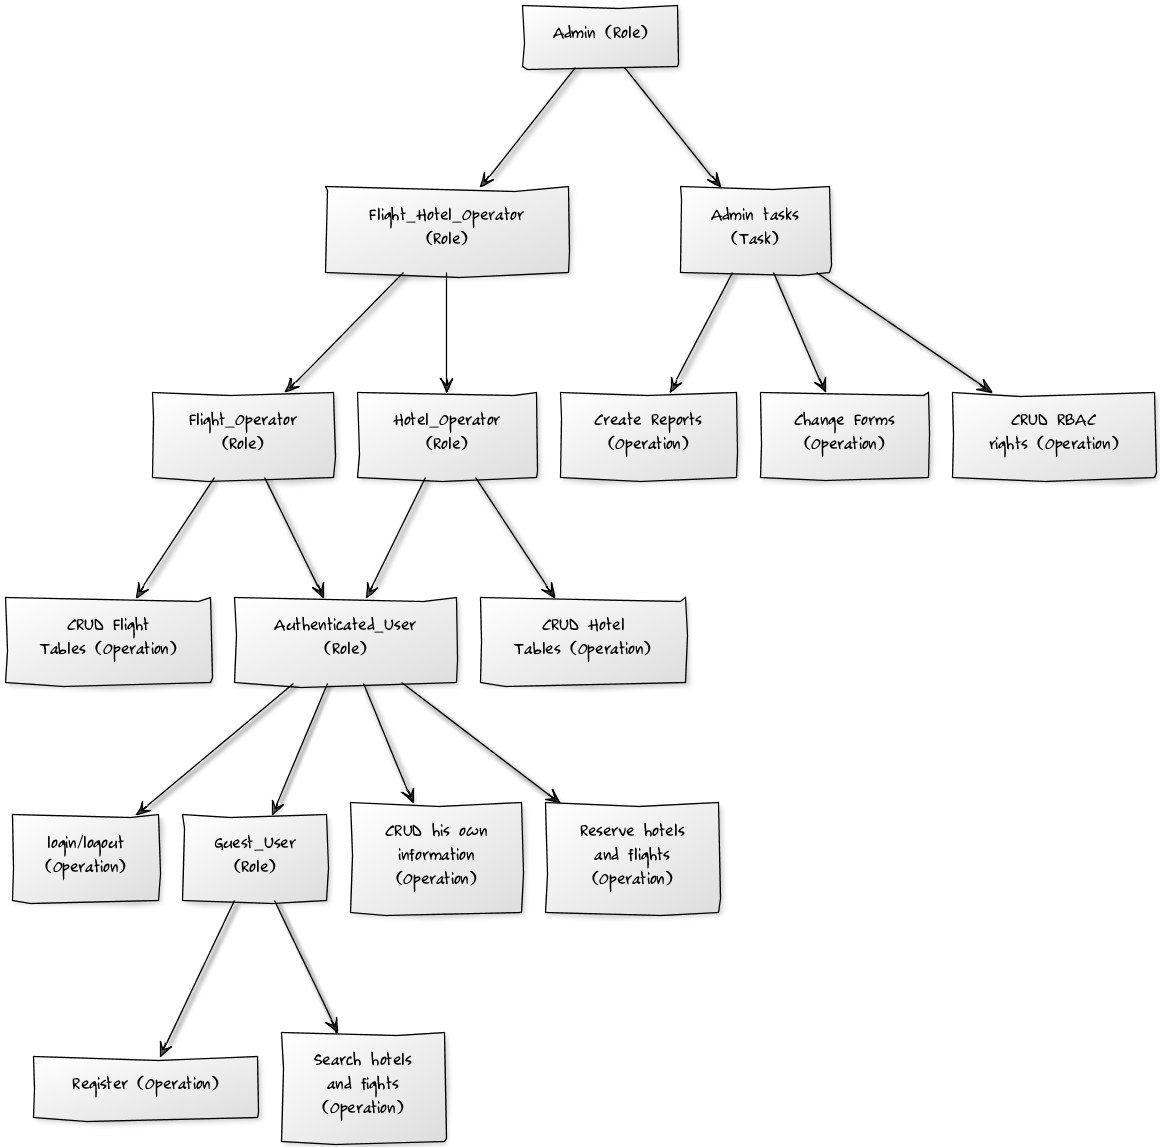 Admin (Role)
Flight_Hotel_Operator
(Role)
Admin tasks
(Task)
Flight_Operator
(Role)
Hotel_Operator
(Role)
Create Reports
(Operation)
Change Forms
(Operation)
CRUD RBAC
rights (Operation)
CRUD Flight
Tables (Operation)
Authenticated_User
(Role)
CRUD Hotel
Tables (Operation)
login/logout
(Operation)
Guest_User
(Role)
CRUD his own
information
(Operation)
Reserve hotels
and flights
(Operation)
Register (Operation)
Search hotels
and fights
(Operation)